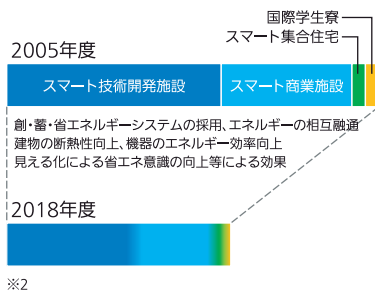 国際学生寮
スマート集合住宅
2005年度
スマート技術開発施設
スマート商業施設
創・蓄・省エネルギーシステムの採用、エネルギーの相互融通
建物の断熱性向上、機器のエネルギー効率向上
見える化による省エネ意識の向上等による効果
2018年度
※2